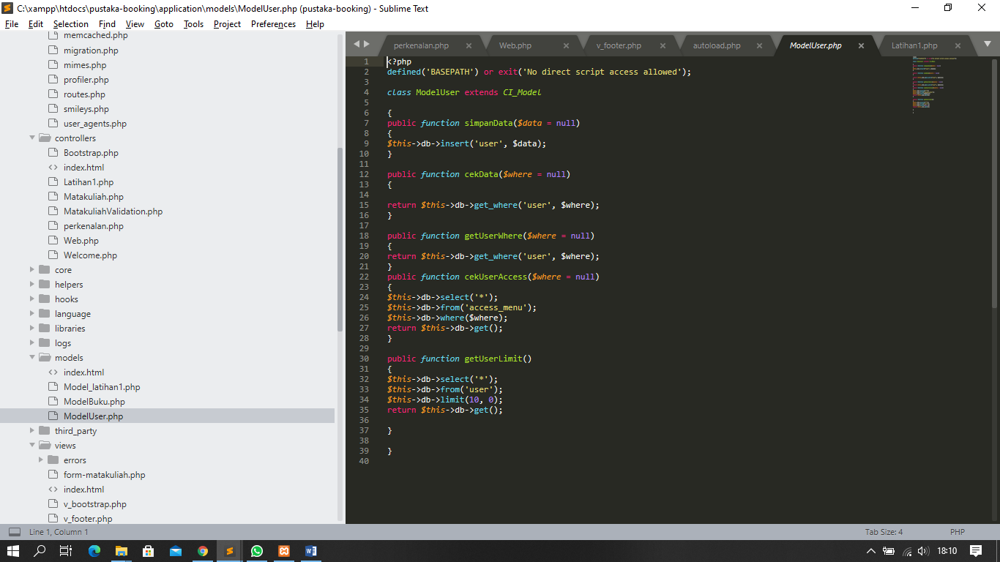 C:\xampp\htdocs\pustaka-booking\application\models\ModelUser.php (pustaka-booking) - Sublime Text
File Edit Selection Find View Goto Tools Project Preferences Help
memcached.php
migration.php
mimes.php
profiler.php
routes.php
smileys.php
user_agents.php
controllers
Bootstrap.php
index.html
Latihan1.php
Matakuliah.php
MatakuliahValidation.php
perkenalan.php
Web.php
Welcome.php
core
helpers
hooks
language
libraries
logs
models
index.html
Model_latihan1.php
ModelBuku.php
ModelUser.php
third_party
views
errors
form-matakuliah.php
index.html
v_bootstrap.php
v_footer.php
perkenalan.php Web.php v_footer.php autoload.php ModelUser.php Latihan1.php
1 <?php
2 defined('BASEPATH') or exit('No direct script access allowed');
3
4 class ModelUser extends CI_Model
5
6 {
7 public function simpanData($data = null)
8 {
9 $this->db->insert('user', $data);
10 }
11
12 public function cekData($where = null)
13 {
14
15 return $this->db->get_where('user', $where);
16 }
17
18 public function getUserWhere($where = null)
19 {
20 return $this->db->get_where('user', $where);
21 }
22 public function cekUserAccess($where = null)
23 {
24 $this->db->select('*');
25 $this->db->from('access_menu');
26 $this->db->where($where);
27 return $this->db->get();
28 }
29
30 public function getUserLimit()
31 {
32 $this->db->select('*');
33 $this->db->from('user');
34 $this->db->limit(10, 0);
35 return $this->db->get();
36
37 }
38
39 }
40
Line 1, Column 1 Tab Size: 4 PHP
18:10